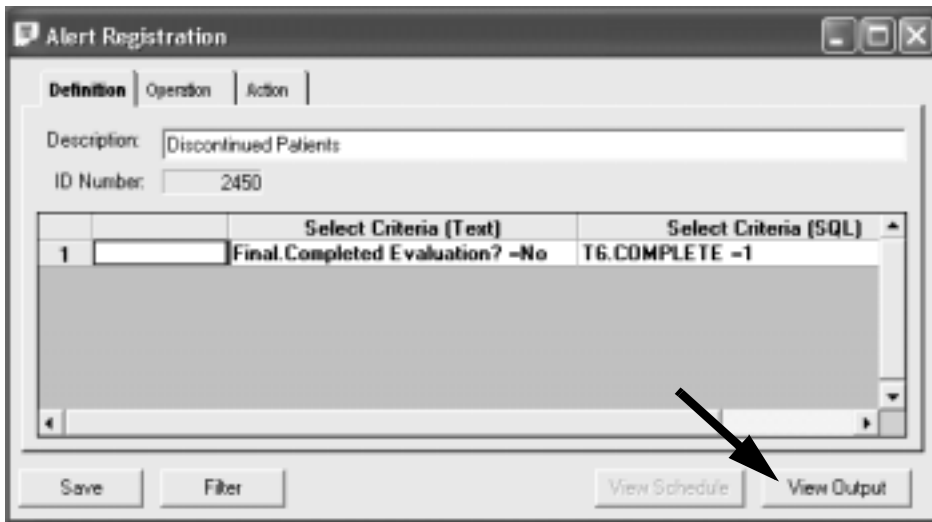 Alert Registration
Definition Operation Action
Description: Discontinued Patients
ID Number: 2450
Select Criteria (Text) Select Criteria (SQL)
1 Final.Completed Evaluation? =No T6.COMPLETE =1
Save Filter View Schedule View Output